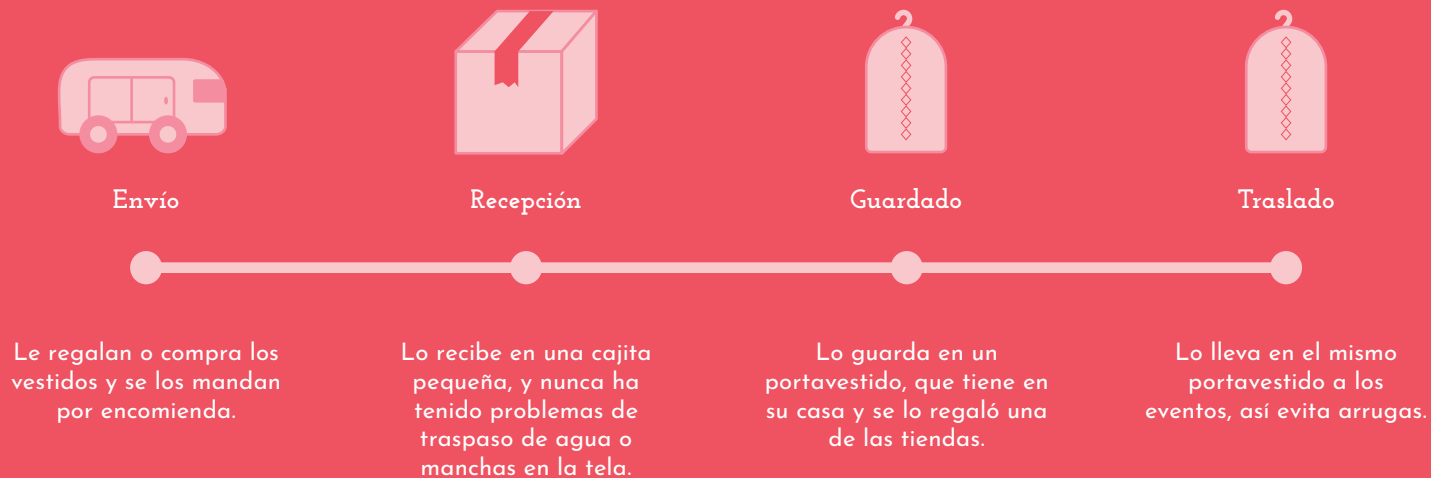 Envío
Recepción
Guardado
Traslado
Le regalan o compra los
vestidos y se los mandan
por encomienda.
Lo recibe en una cajita
pequeña, y nunca ha
tenido problemas de
traspaso de agua o
manchas en la tela.
Lo guarda en un
portavestido, que tiene en
su casa y se lo regaló una
de las tiendas.
Lo lleva en el mismo
portavestido a los
eventos, así evita arrugas.